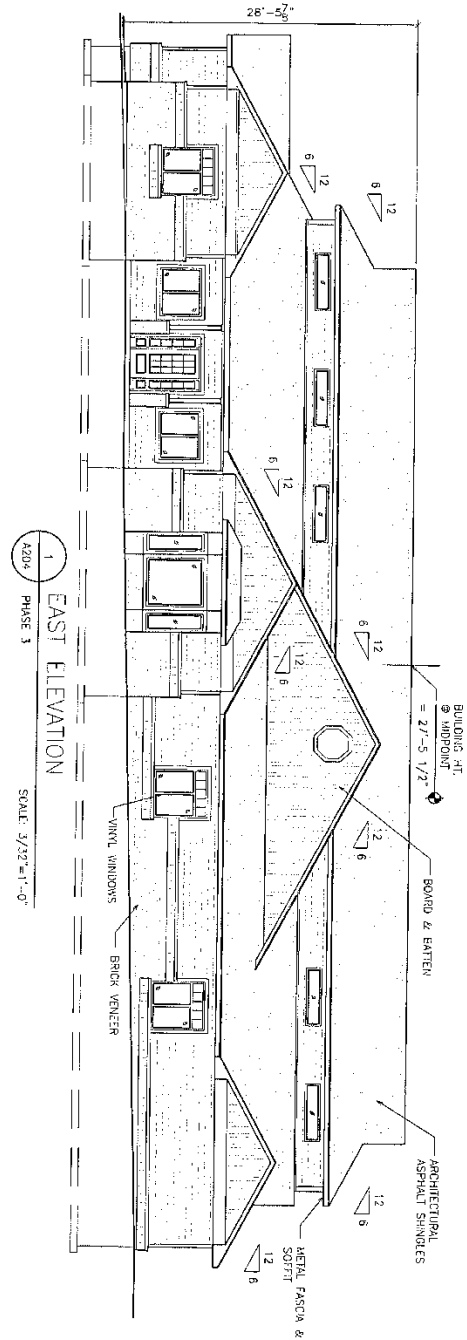 28'-5 7/8"
BUILDING HT.
@ MIDPOINT
= 27'-5 1/2"
BOARD & BATTEN
ARCHITECTURAL
ASPHALT SHINGLES
METAL FASCIA &
SOFFIT
12
6
12
6
12
6
12
6
12
6
12
6
12
6
12
6
VINYL WINDOWS
BRICK VENEER
1
A204
EAST ELEVATION
PHASE 3
SCALE: 3/32"=1'-0"